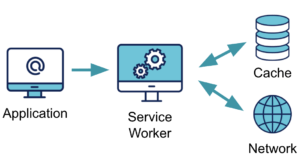 @
Application
Service
Worker
Cache
Network